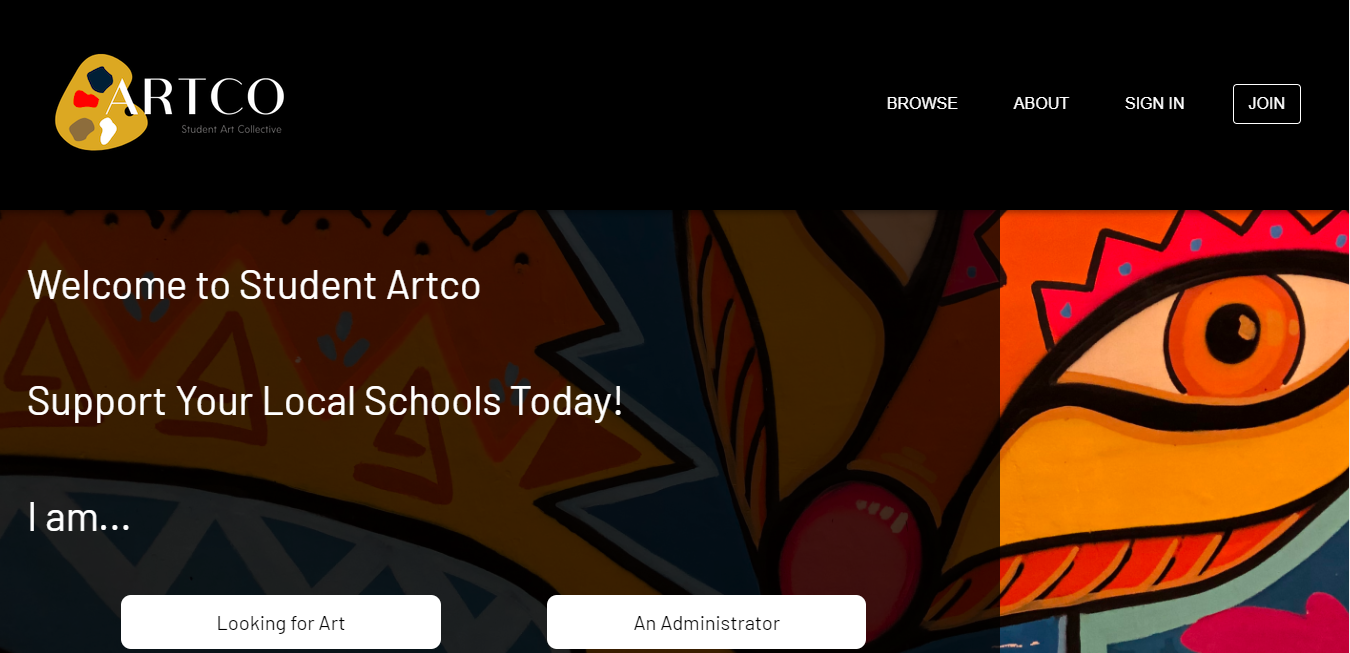 ARTCO
Student Art Collective
BROWSE
ABOUT
SIGN IN
JOIN
Welcome to Student Artco
Support Your Local Schools Today!
I am...
Looking for Art
An Administrator